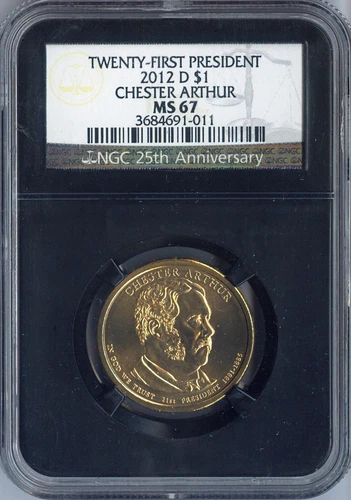 TWENTY-FIRST PRESIDENT
2012 D $1
CHESTER ARTHUR
MS 67
3684691-011
NGC 25th Anniversary
CHESTER ARTHUR
IN GOD WE TRUST 21st PRESIDENT 1881-1885